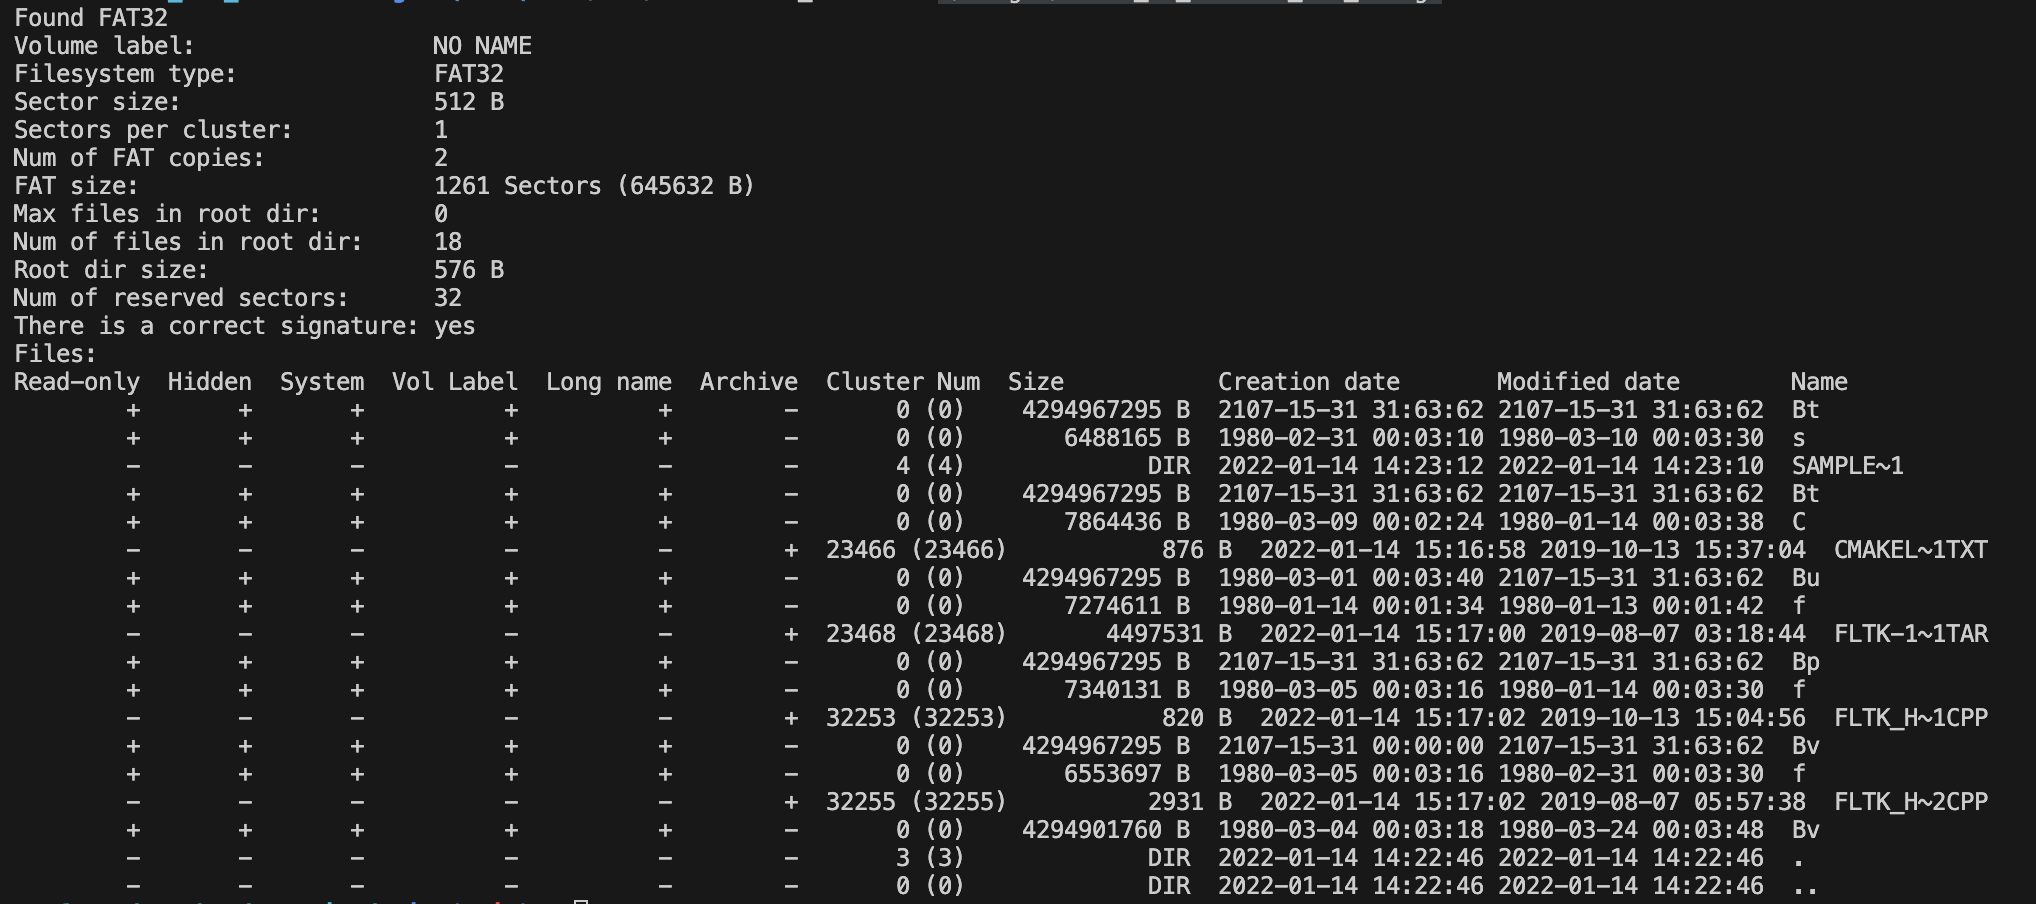 Found FAT32
Volume label:                 NO NAME
Filesystem type:              FAT32
Sector size:                  512 B
Sectors per cluster:          1
Num of FAT copies:            2
FAT size:                     1261 Sectors (645632 B)
Max files in root dir:        0
Num of files in root dir:     18
Root dir size:                576 B
Num of reserved sectors:      32
There is a correct signature: yes
Files:
Read-only  Hidden  System  Vol Label  Long name  Archive  Cluster Num  Size           Creation date       Modified date        Name
+ + + + + - 0 (0) 4294967295 B 2107-15-31 31:63:62 2107-15-31 31:63:62 Bt
+ + + + + - 0 (0) 6488165 B 1980-02-31 00:03:10 1980-03-10 00:03:30 s
- - - - - - 4 (4) DIR 2022-01-14 14:23:12 2022-01-14 14:23:10 SAMPLE~1
+ + + + + - 0 (0) 4294967295 B 2107-15-31 31:63:62 2107-15-31 31:63:62 Bt
+ + + + + - 0 (0) 7864436 B 1980-03-09 00:02:24 1980-01-14 00:03:38 C
- - - - - + 23466 (23466) 876 B 2022-01-14 15:16:58 2019-10-13 15:37:04 CMAKEL~1TXT
+ + + + + - 0 (0) 4294967295 B 1980-03-01 00:03:40 2107-15-31 31:63:62 Bu
+ + + + + - 0 (0) 7274611 B 1980-01-14 00:01:34 1980-01-13 00:01:42 f
- - - - - + 23468 (23468) 4497531 B 2022-01-14 15:17:00 2019-08-07 03:18:44 FLTK-1~1TAR
+ + + + + - 0 (0) 4294967295 B 2107-15-31 31:63:62 2107-15-31 31:63:62 Bp
+ + + + + - 0 (0) 7340131 B 1980-03-05 00:03:16 1980-01-14 00:03:30 f
- - - - - + 32253 (32253) 820 B 2022-01-14 15:17:02 2019-10-13 15:04:56 FLTK_H~1CPP
+ + + + + - 0 (0) 4294967295 B 2107-15-31 00:00:00 2107-15-31 31:63:62 Bv
+ + + + + - 0 (0) 6553697 B 1980-03-05 00:03:16 1980-02-31 00:03:30 f
- - - - - + 32255 (32255) 2931 B 2022-01-14 15:17:02 2019-08-07 05:57:38 FLTK_H~2CPP
+ + + + + - 0 (0) 4294901760 B 1980-03-04 00:03:18 1980-03-24 00:03:48 Bv
- - - - - - 3 (3) DIR 2022-01-14 14:22:46 2022-01-14 14:22:46 .
- - - - - - 0 (0) DIR 2022-01-14 14:22:46 2022-01-14 14:22:46 ..